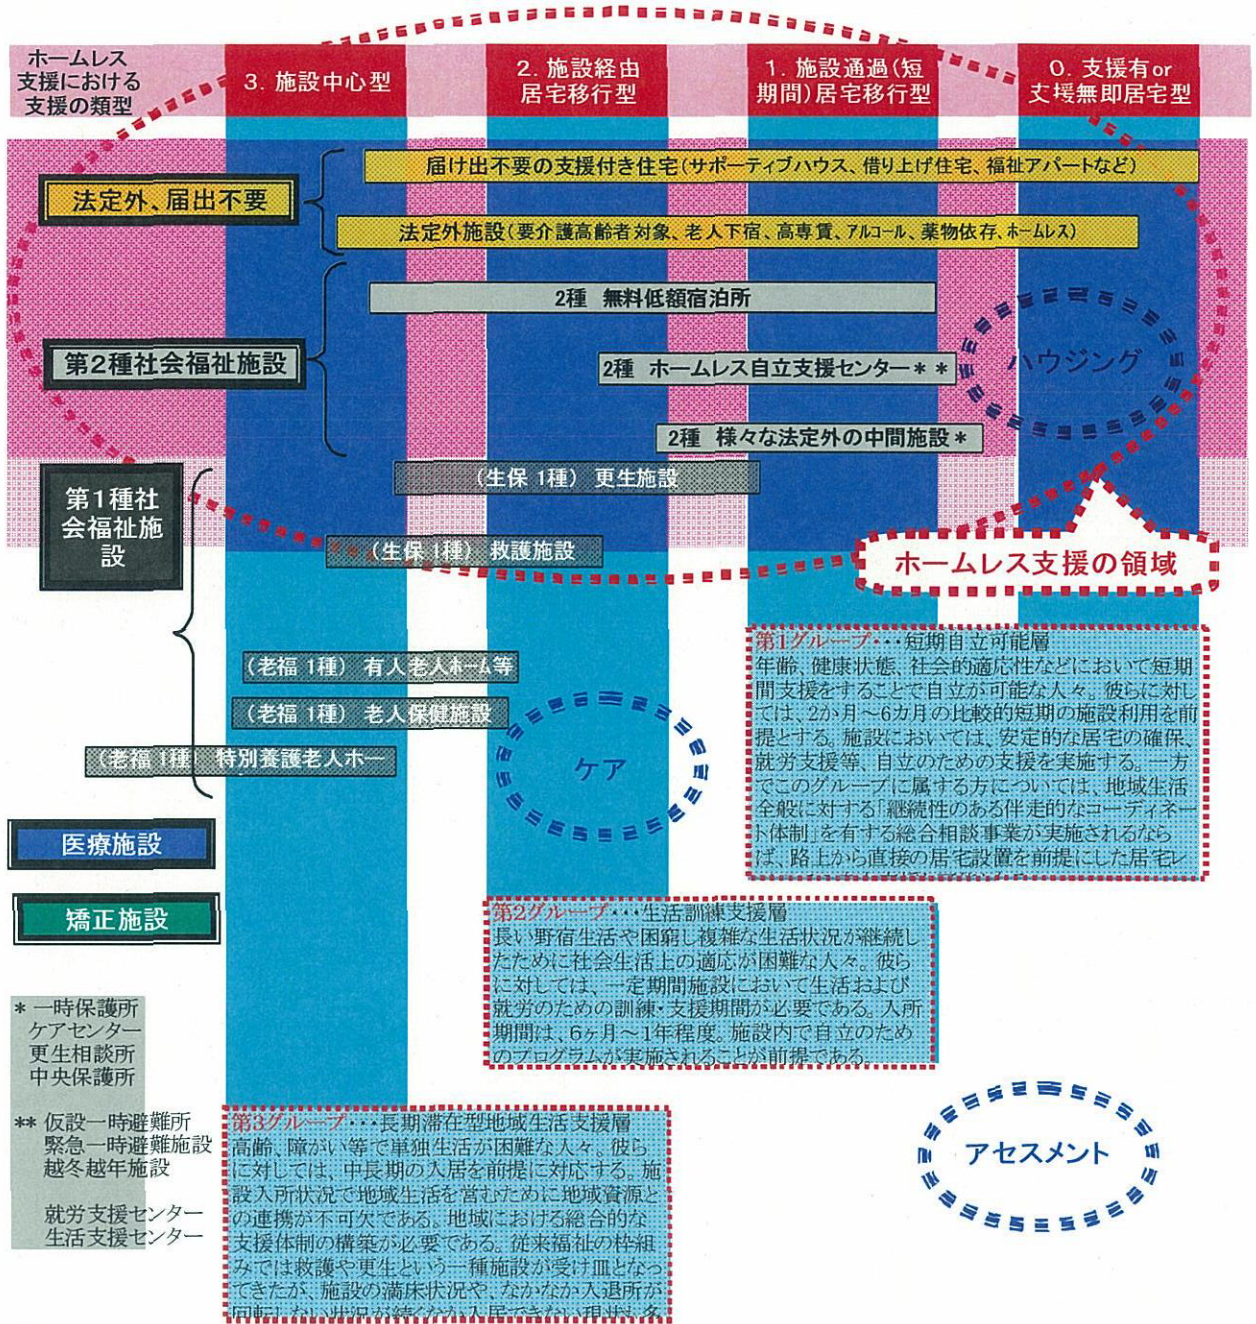 ホームレス
支援における
支援の類型
3. 施設中心型
2. 施設経由
居宅移行型
1. 施設通過(短
期間)居宅移行型
0. 支援有or
支援無即居宅型
法定外、届出不要
届け出不要の支援付き住宅(サポーティブハウス、借り上げ住宅、福祉アパートなど)
法定外施設(要介護高齢者対象、老人下宿、高専賃、アルコール、薬物依存、ホームレス)
2種 無料低額宿泊所
第2種社会福祉施設
2種 ホームレス自立支援センター＊＊
ハウジング
2種 様々な法定外の中間施設＊
第1種社
会福祉施
設
(生保 1種) 更生施設
(生保 1種) 救護施設
ホームレス支援の領域
(老福 1種) 有人老人ホーム等
(老福 1種) 老人保健施設
(老福 1種 特別養護老人ホー
ケア
医療施設
矯正施設
第1グループ・・・短期自立可能層
年齢、健康状態、社会的適応性などにおいて短期
間支援をすることで自立が可能な人々。彼らに対し
ては、2か月～6カ月の比較的短期の施設利用を前
提とする。施設においては、安定的な居宅の確保、
就労支援等、自立のための支援を実施する。一方
でこのグループに属する方については、地域生活
全般に対する「継続性のある伴走的なコーディネー
ト体制」を有する総合相談事業が実施されるなら
ば、路上から直接の居宅設置を前提にした居宅レ
第2グループ・・・生活訓練支援層
長い野宿生活や困窮し複雑な生活状況が継続し
たために社会生活上の適応が困難な人々。彼ら
に対しては、一定期間施設において生活および
就労のための訓練・支援期間が必要である。入所
期間は、6ヶ月～1年程度。施設内で自立のため
のプログラムが実施されることが前提である。
第3グループ・・・長期滞在型地域生活支援層
高齢、障がい等で単独生活が困難な人々。彼ら
に対しては、中長期の入居を前提に対応する。施
設入所状況で地域生活を営むために地域資源と
の連携が不可欠である。地域における総合的な
支援体制の構築が必要である。従来福祉の枠組
みでは救護や更生という一種施設が受け皿となっ
てきたが、施設の満床状況や、なかなか入退所が
回転しない状況が続くなか入居できない現状も多
アセスメント
* 一時保護所
ケアセンター
更生相談所
中央保護所
** 仮設一時避難所
緊急一時避難施設
越冬越年施設
就労支援センター
生活支援センター